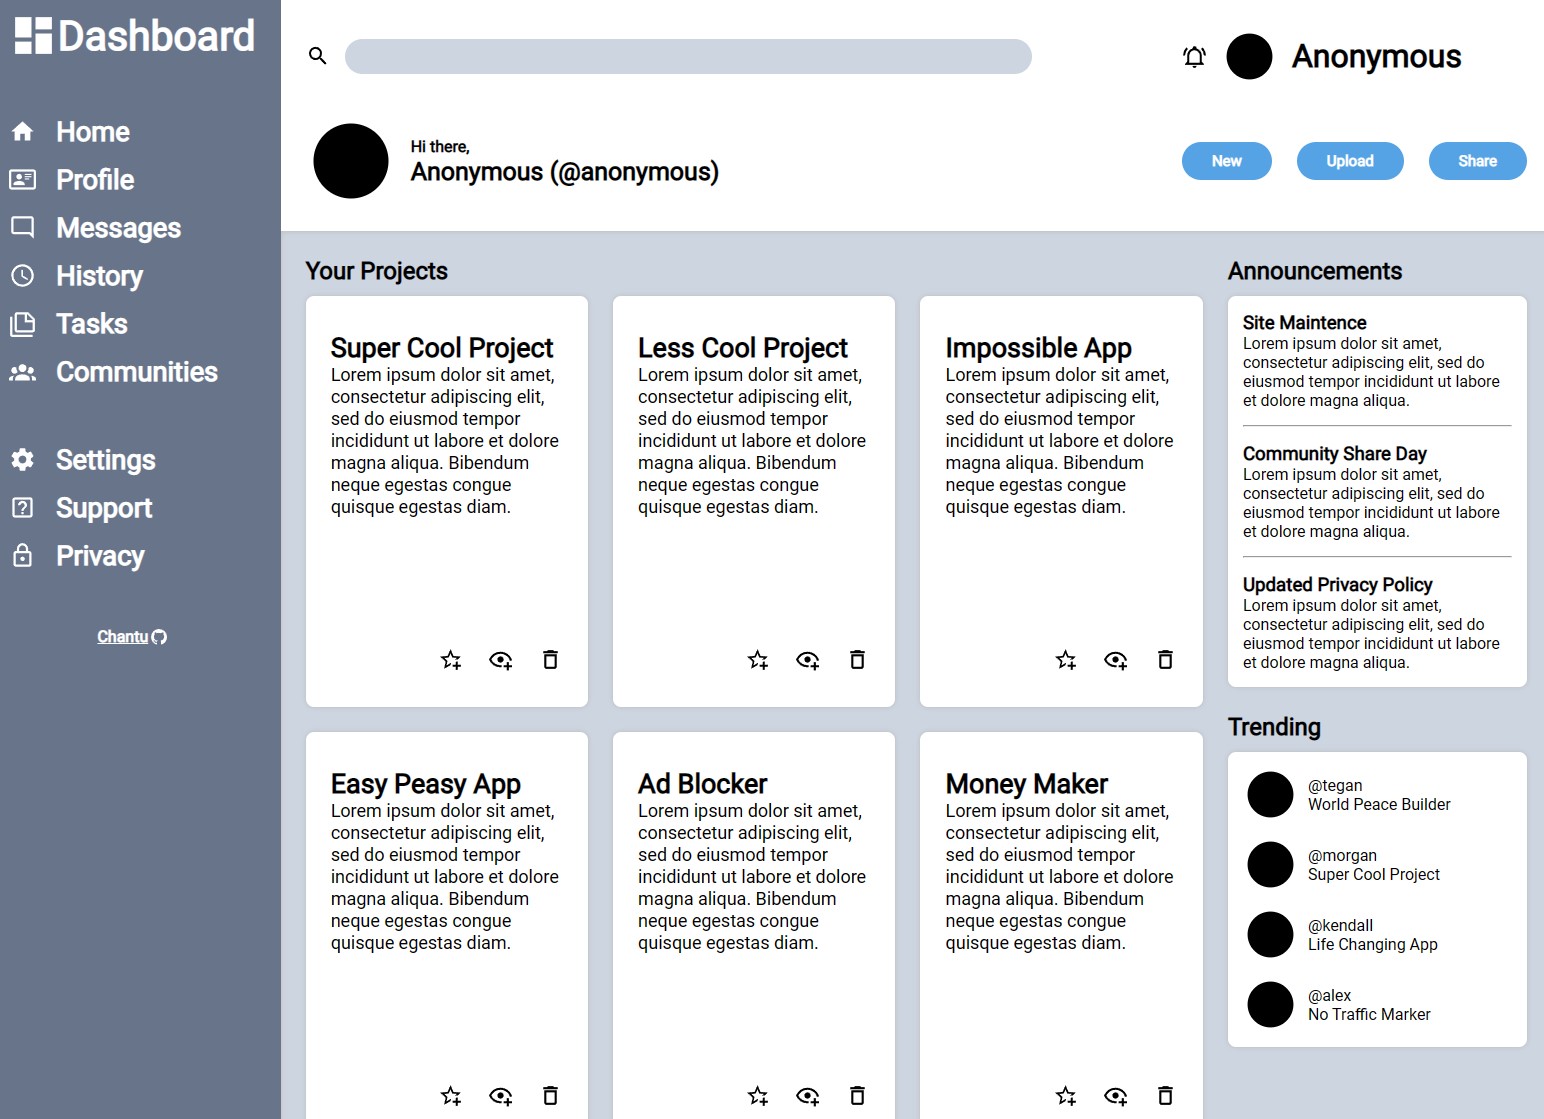 Dashboard
Home
Profile
Messages
History
Tasks
Communities
Settings
Support
Privacy
Chantu
Anonymous
Hi there,
Anonymous (@anonymous)
New
Upload
Share
Your Projects
Super Cool Project
Lorem ipsum dolor sit amet,
consectetur adipiscing elit,
sed do eiusmod tempor
incididunt ut labore et dolore
magna aliqua. Bibendum
neque egestas congue
quisque egestas diam.
Less Cool Project
Lorem ipsum dolor sit amet,
consectetur adipiscing elit,
sed do eiusmod tempor
incididunt ut labore et dolore
magna aliqua. Bibendum
neque egestas congue
quisque egestas diam.
Impossible App
Lorem ipsum dolor sit amet,
consectetur adipiscing elit,
sed do eiusmod tempor
incididunt ut labore et dolore
magna aliqua. Bibendum
neque egestas congue
quisque egestas diam.
Easy Peasy App
Lorem ipsum dolor sit amet,
consectetur adipiscing elit,
sed do eiusmod tempor
incididunt ut labore et dolore
magna aliqua. Bibendum
neque egestas congue
quisque egestas diam.
Ad Blocker
Lorem ipsum dolor sit amet,
consectetur adipiscing elit,
sed do eiusmod tempor
incididunt ut labore et dolore
magna aliqua. Bibendum
neque egestas congue
quisque egestas diam.
Money Maker
Lorem ipsum dolor sit amet,
consectetur adipiscing elit,
sed do eiusmod tempor
incididunt ut labore et dolore
magna aliqua. Bibendum
neque egestas congue
quisque egestas diam.
Announcements
Site Maintence
Lorem ipsum dolor sit amet,
consectetur adipiscing elit, sed do
eiusmod tempor incididunt ut labore
et dolore magna aliqua.
Community Share Day
Lorem ipsum dolor sit amet,
consectetur adipiscing elit, sed do
eiusmod tempor incididunt ut labore
et dolore magna aliqua.
Updated Privacy Policy
Lorem ipsum dolor sit amet,
consectetur adipiscing elit, sed do
eiusmod tempor incididunt ut labore
et dolore magna aliqua.
Trending
@tegan
World Peace Builder
@morgan
Super Cool Project
@kendall
Life Changing App
@alex
No Traffic Marker